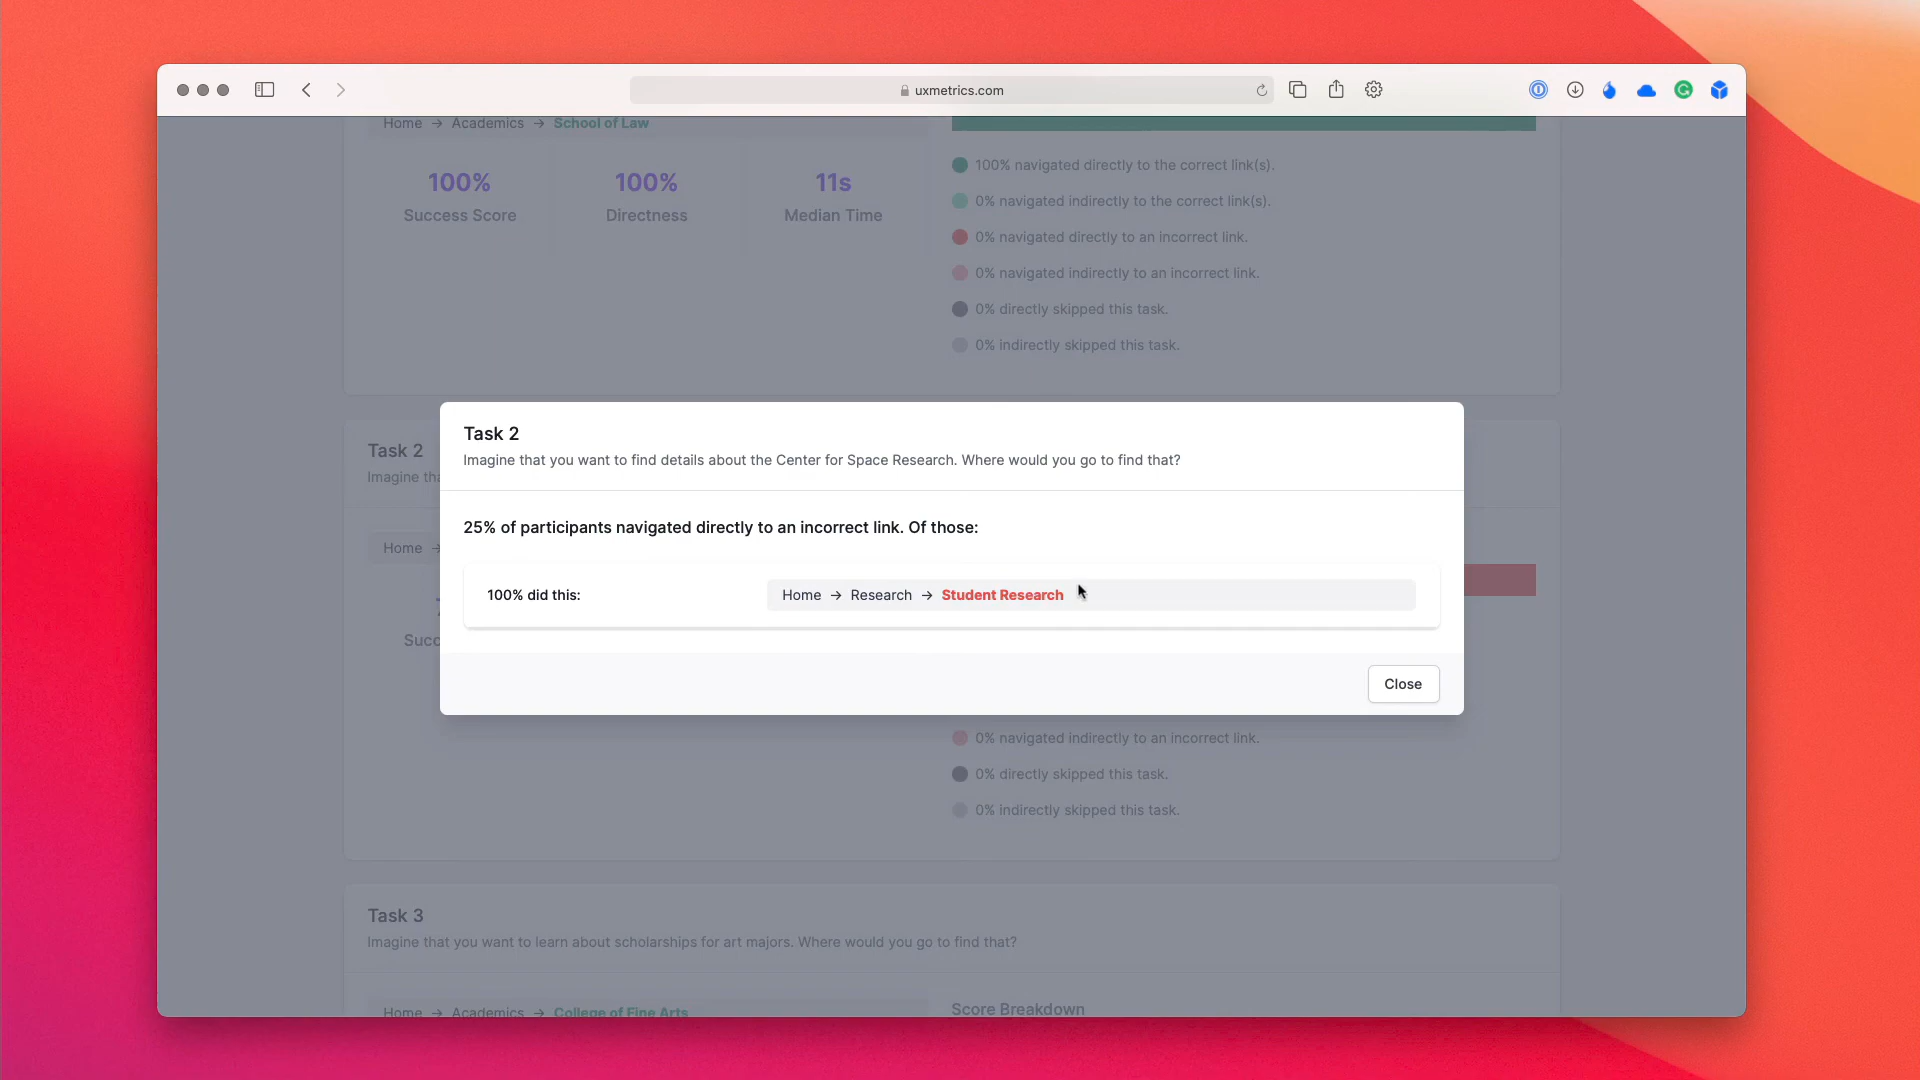 uxmetrics.com
Home → Academics → School of Law
100%
Success Score
100%
Directness
11s
Median Time
100% navigated directly to the correct link(s).
0% navigated indirectly to the correct link(s).
0% navigated directly to an incorrect link.
0% navigated indirectly to an incorrect link.
0% directly skipped this task.
0% indirectly skipped this task.
Task 2
Imagine
Home →
Task 2
Imagine that you want to find details about the Center for Space Research. Where would you go to find that?
25% of participants navigated directly to an incorrect link. Of those:
100% did this:
Home → Research → Student Research
Close
0% navigated indirectly to an incorrect link.
0% directly skipped this task.
0% indirectly skipped this task.
Task 3
Imagine that you want to learn about scholarships for art majors. Where would you go to find that?
Home → Academics → College of Fine Arts
Score Breakdown